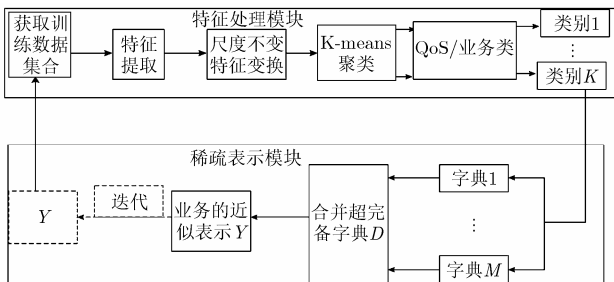 特征处理模块
获取训
练数据
集合
特征
提取
尺度不变
特征变换
K-means
聚类
QoS/业务类
类别1
⋮
类别K
稀疏表示模块
字典1
⋮
字典M
合并超完
备字典D
业务的近
似表示Y
迭代
Y